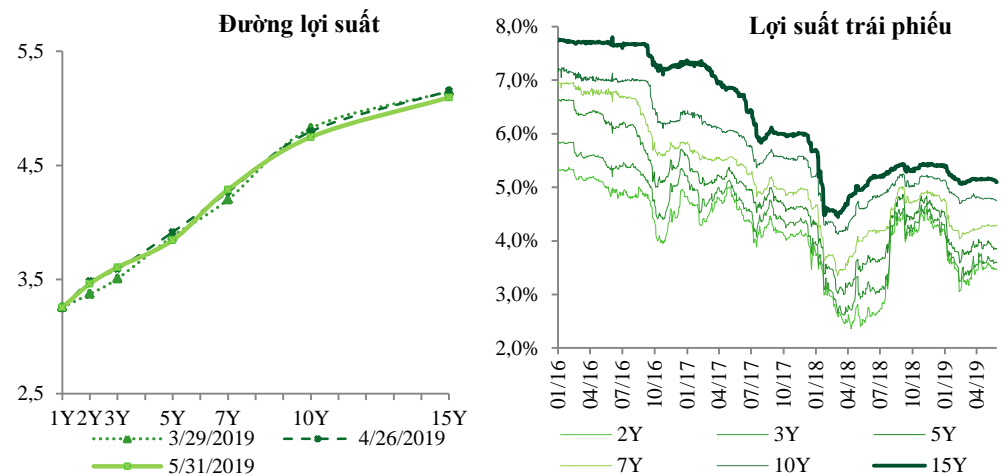 Đường lợi suất
5,5
4,5
3,5
2,5
1Y 2Y 3Y 5Y 7Y 10Y 15Y
3/29/2019 4/26/2019
5/31/2019
Lợi suất trái phiếu
8,0%
7,0%
6,0%
5,0%
4,0%
3,0%
2,0%
01/16 04/16 07/16 10/16 01/17 04/17 07/17 10/17 01/18 04/18 07/18 10/18 01/19 04/19
2Y 3Y 5Y
7Y 10Y 15Y